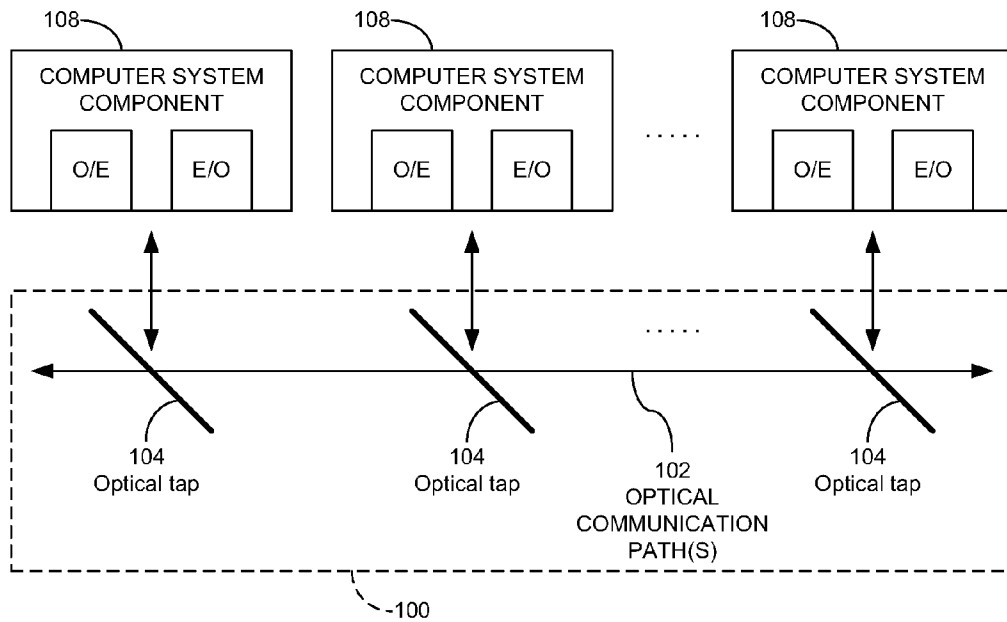 108
108
108
COMPUTER SYSTEM
COMPONENT
O/E
E/O
COMPUTER SYSTEM
COMPONENT
O/E
E/O
. . . . .
COMPUTER SYSTEM
COMPONENT
O/E
E/O
. . . . .
104
Optical tap
104
Optical tap
102
OPTICAL
COMMUNICATION
PATH(S)
104
Optical tap
100